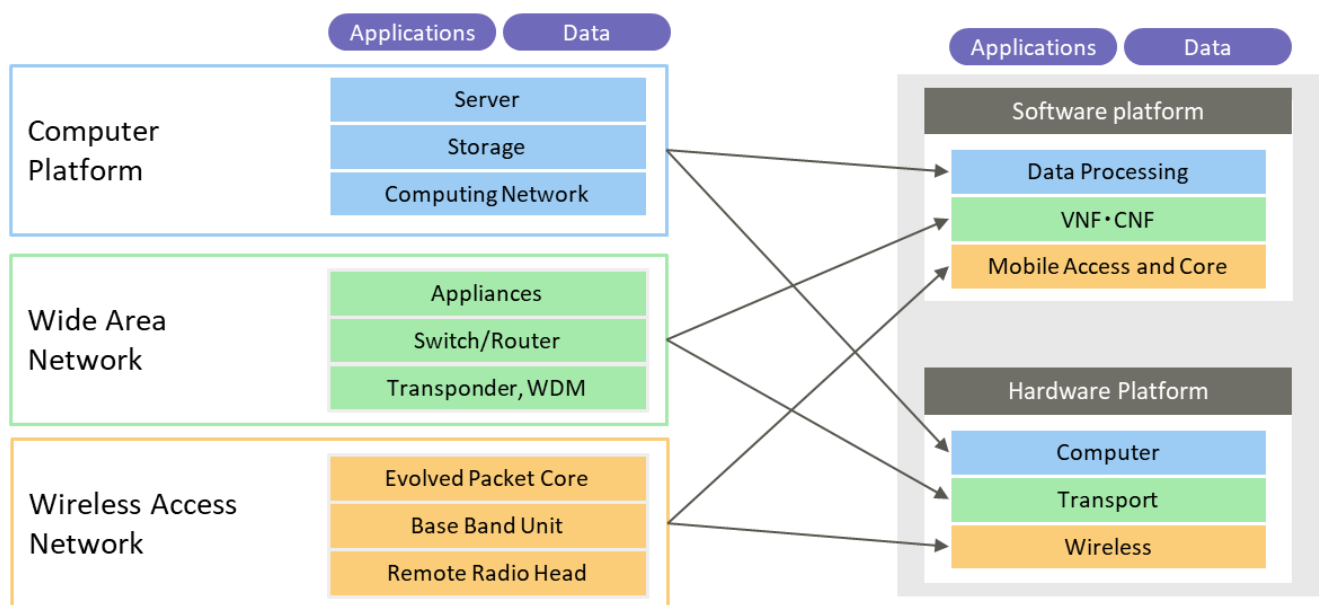 Applications
Data
Computer
Platform
Server
Storage
Computing Network
Wide Area
Network
Appliances
Switch/Router
Transponder, WDM
Wireless Access
Network
Evolved Packet Core
Base Band Unit
Remote Radio Head
Applications
Data
Software platform
Data Processing
VNF・CNF
Mobile Access and Core
Hardware Platform
Computer
Transport
Wireless